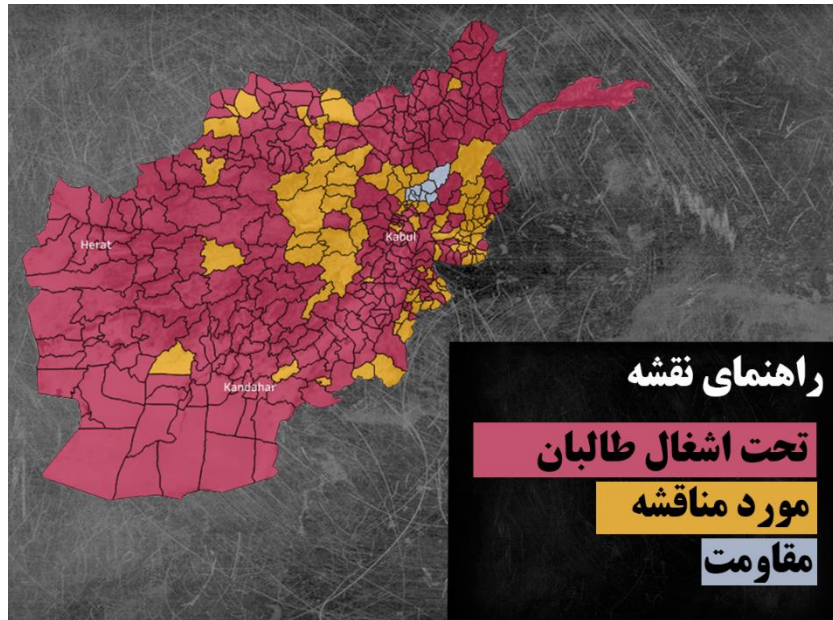 Herat
Kabul
Kandahar
راهنمای نقشه
تحت اشغال طالبان
مورد مناقشه
مقاومت